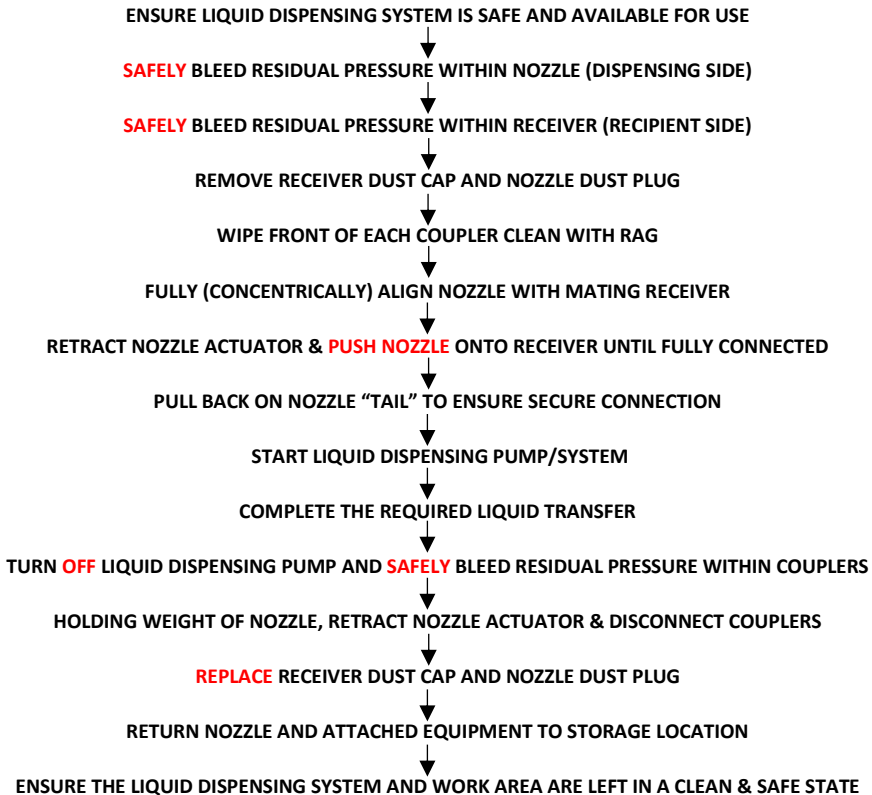 ENSURE LIQUID DISPENSING SYSTEM IS SAFE AND AVAILABLE FOR USE
SAFELY BLEED RESIDUAL PRESSURE WITHIN NOZZLE (DISPENSING SIDE)
SAFELY BLEED RESIDUAL PRESSURE WITHIN RECEIVER (RECIPIENT SIDE)
REMOVE RECEIVER DUST CAP AND NOZZLE DUST PLUG
WIPE FRONT OF EACH COUPLER CLEAN WITH RAG
FULLY (CONCENTRICALLY) ALIGN NOZZLE WITH MATING RECEIVER
RETRACT NOZZLE ACTUATOR & PUSH NOZZLE ONTO RECEIVER UNTIL FULLY CONNECTED
PULL BACK ON NOZZLE “TAIL” TO ENSURE SECURE CONNECTION
START LIQUID DISPENSING PUMP/SYSTEM
COMPLETE THE REQUIRED LIQUID TRANSFER
TURN OFF LIQUID DISPENSING PUMP AND SAFELY BLEED RESIDUAL PRESSURE WITHIN COUPLERS
HOLDING WEIGHT OF NOZZLE, RETRACT NOZZLE ACTUATOR & DISCONNECT COUPLERS
REPLACE RECEIVER DUST CAP AND NOZZLE DUST PLUG
RETURN NOZZLE AND ATTACHED EQUIPMENT TO STORAGE LOCATION
ENSURE THE LIQUID DISPENSING SYSTEM AND WORK AREA ARE LEFT IN A CLEAN & SAFE STATE